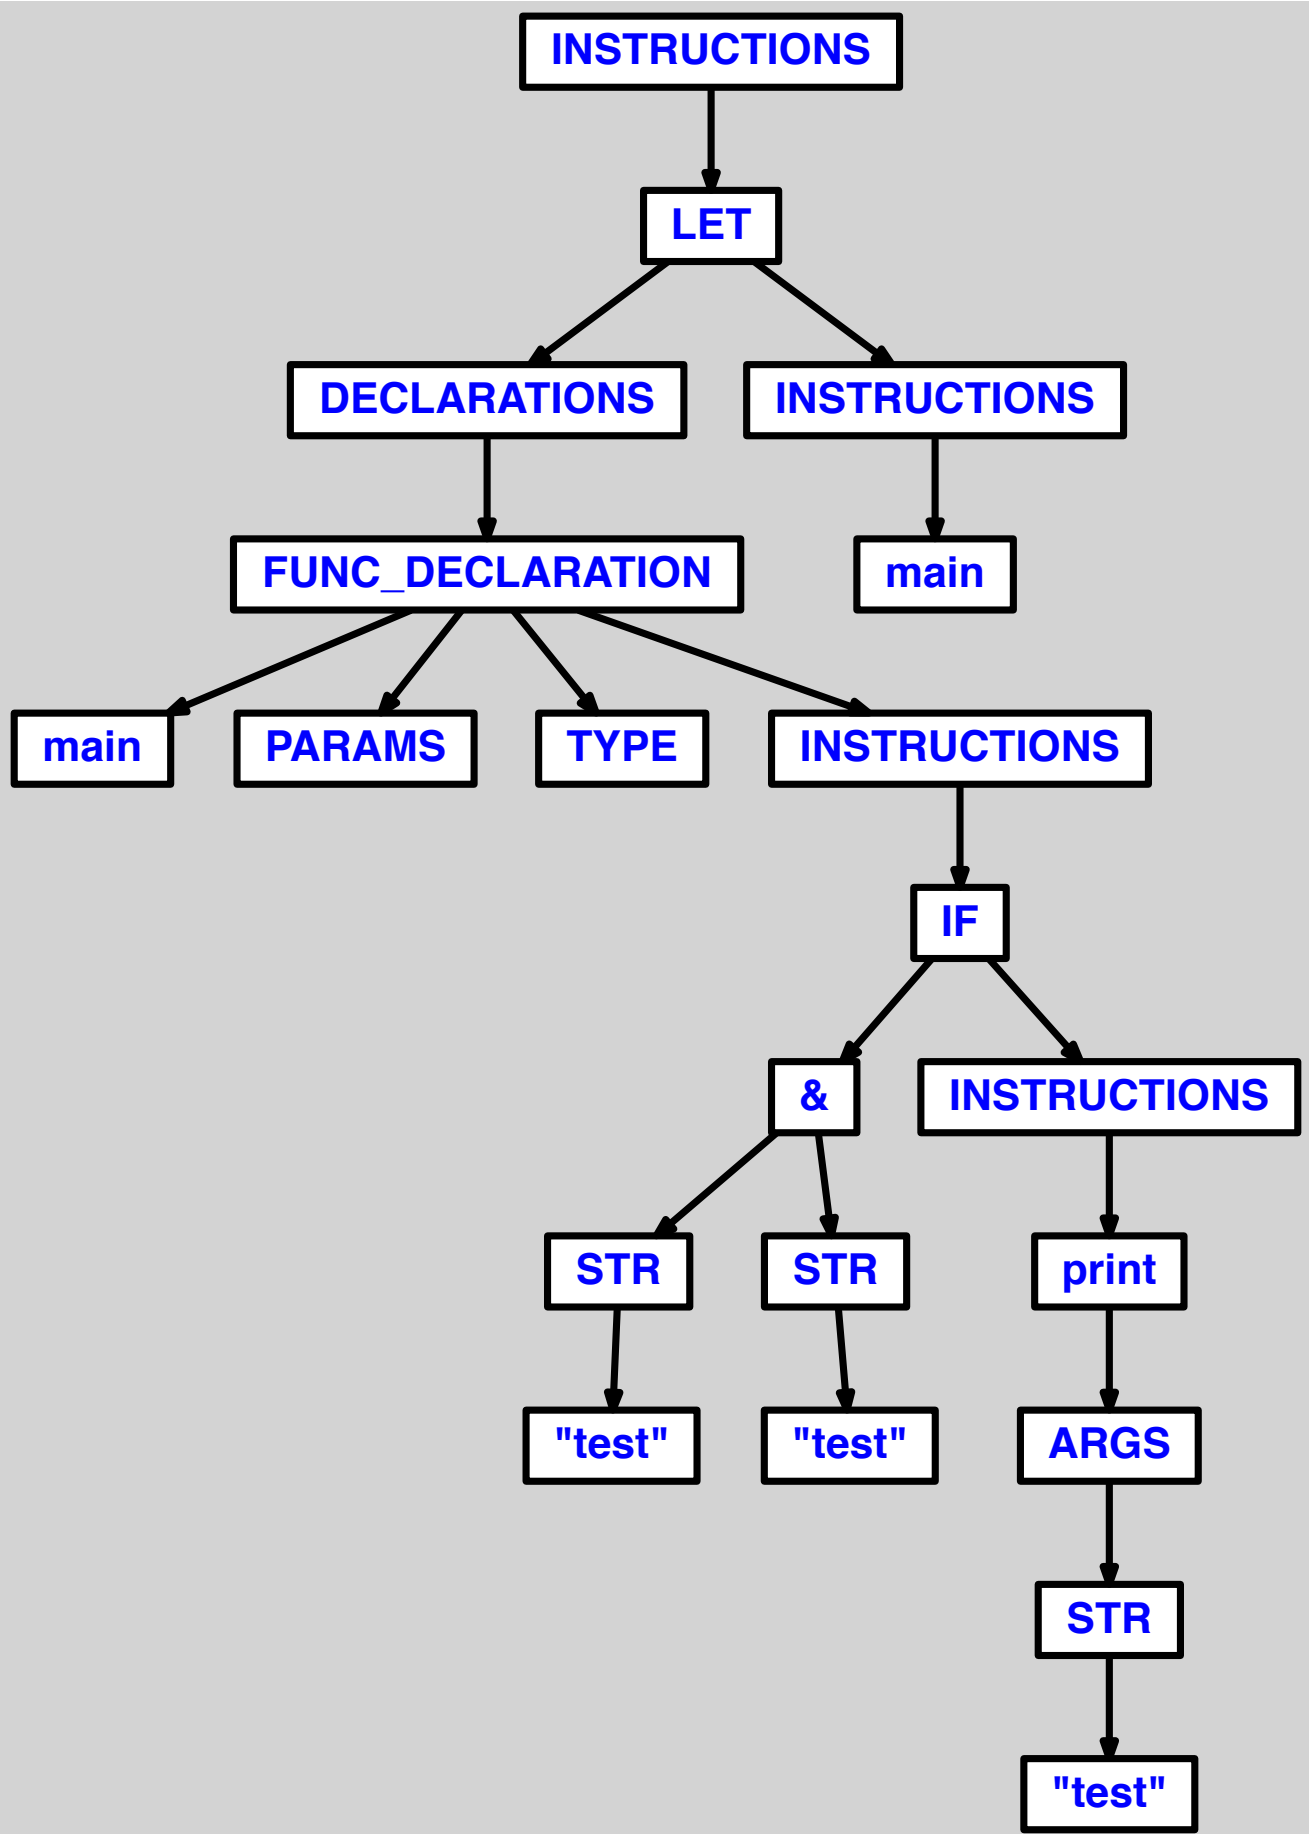 INSTRUCTIONS
LET
DECLARATIONS
INSTRUCTIONS
FUNC_DECLARATION
main
main
PARAMS
TYPE
INSTRUCTIONS
IF
&
INSTRUCTIONS
STR
STR
print
"test"
"test"
ARGS
STR
"test"